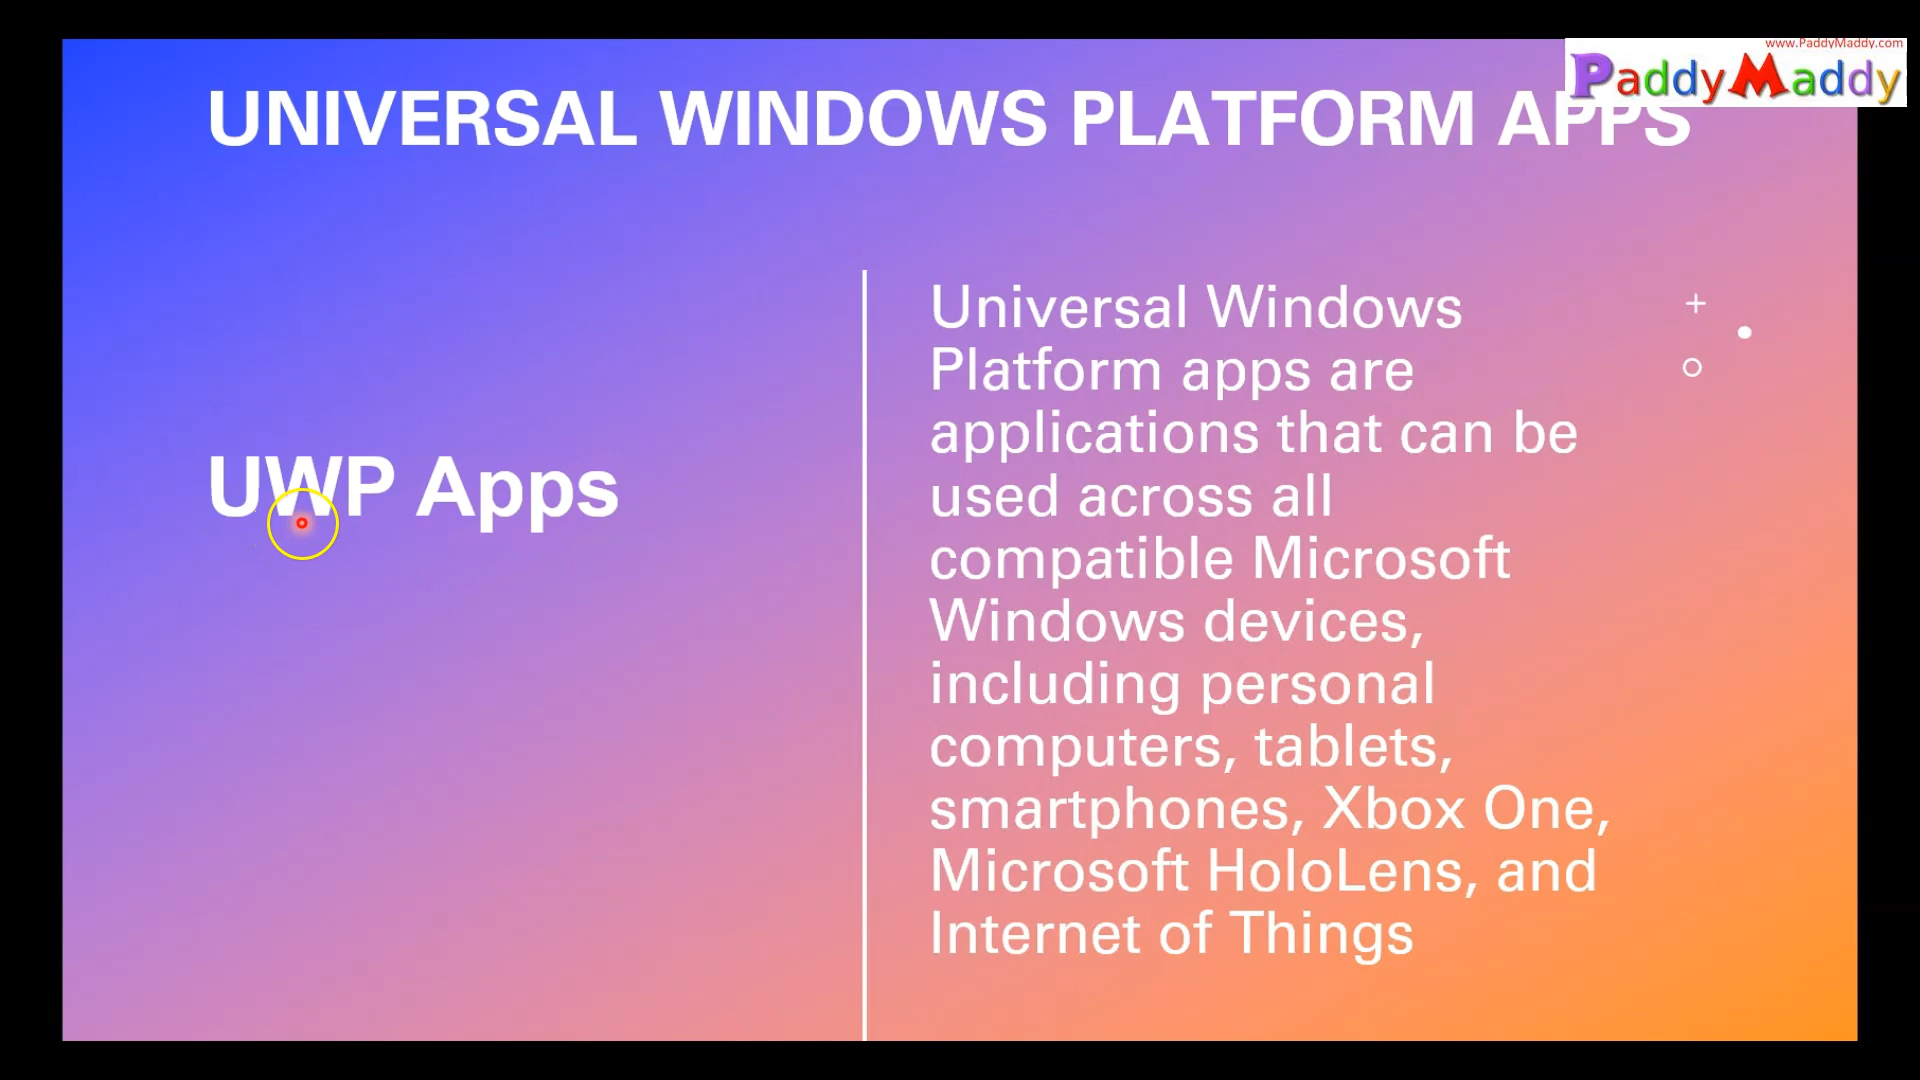 www.PaddyMaddy.com
PaddyMaddy
UNIVERSAL WINDOWS PLATFORM APPS
UWP Apps
Universal Windows
Platform apps are
applications that can be
used across all
compatible Microsoft
Windows devices,
including personal
computers, tablets,
smartphones, Xbox One,
Microsoft HoloLens, and
Internet of Things